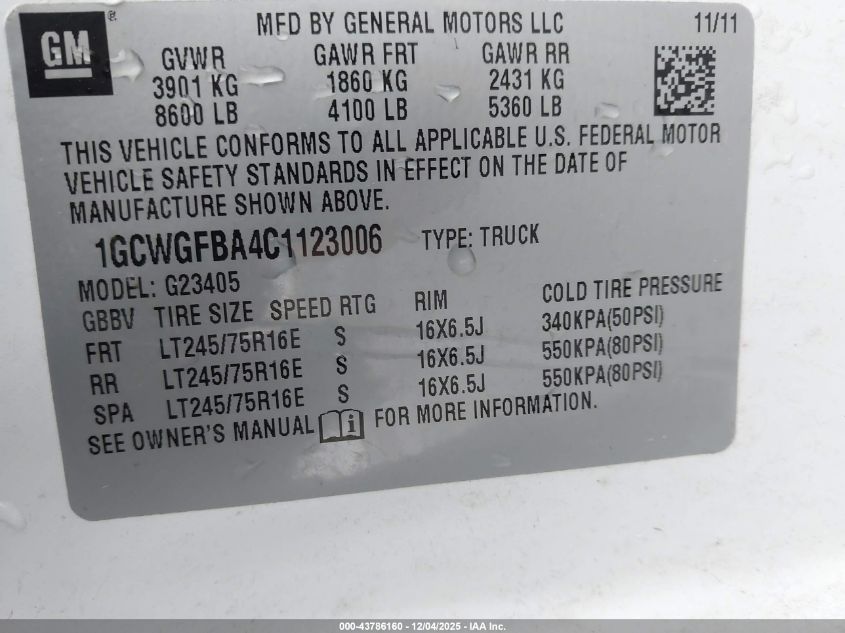 GM ® MFD BY GENERAL MOTORS LLC 11/11
GVWR GAWR FRT GAWR RR
3901 KG 1860 KG 2431 KG
8600 LB 4100 LB 5360 LB
THIS VEHICLE CONFORMS TO ALL APPLICABLE U.S. FEDERAL MOTOR
VEHICLE SAFETY STANDARDS IN EFFECT ON THE DATE OF
MANUFACTURE SHOWN ABOVE.
1GCWGFBA4C1123006 TYPE: TRUCK
MODEL: G23405
GBBV TIRE SIZE SPEED RTG RIM COLD TIRE PRESSURE
FRT LT245/75R16E S 16X6.5J 340KPA(50PSI)
RR LT245/75R16E S 16X6.5J 550KPA(80PSI)
SPA LT245/75R16E S 16X6.5J 550KPA(80PSI)
SEE OWNER'S MANUAL i FOR MORE INFORMATION.
000-43786160 - 12/04/2025 - IAA Inc.